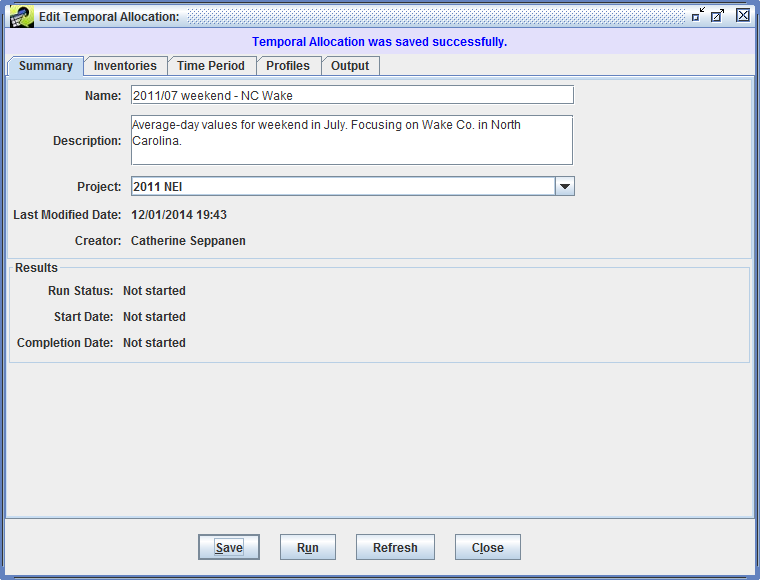 Edit Temporal Allocation:
Temporal Allocation was saved successfully.
Summary Inventories Time Period Profiles Output
Name: 2011/07 weekend - NC Wake
Description: Average-day values for weekend in July. Focusing on Wake Co. in North
Carolina.
Project: 2011 NEI
Last Modified Date: 12/01/2014 19:43
Creator: Catherine Seppanen
Results
Run Status: Not started
Start Date: Not started
Completion Date: Not started
Save Run Refresh Close